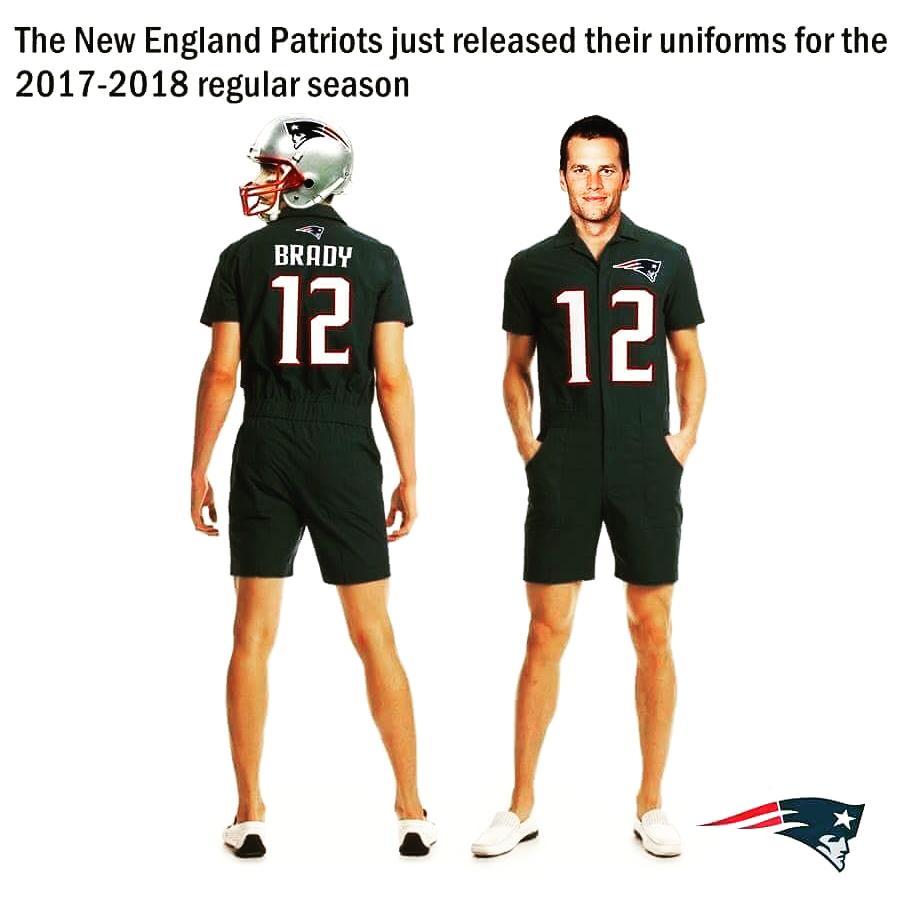 The New England Patriots just released their uniforms for the
2017-2018 regular season
BRADY
12
12